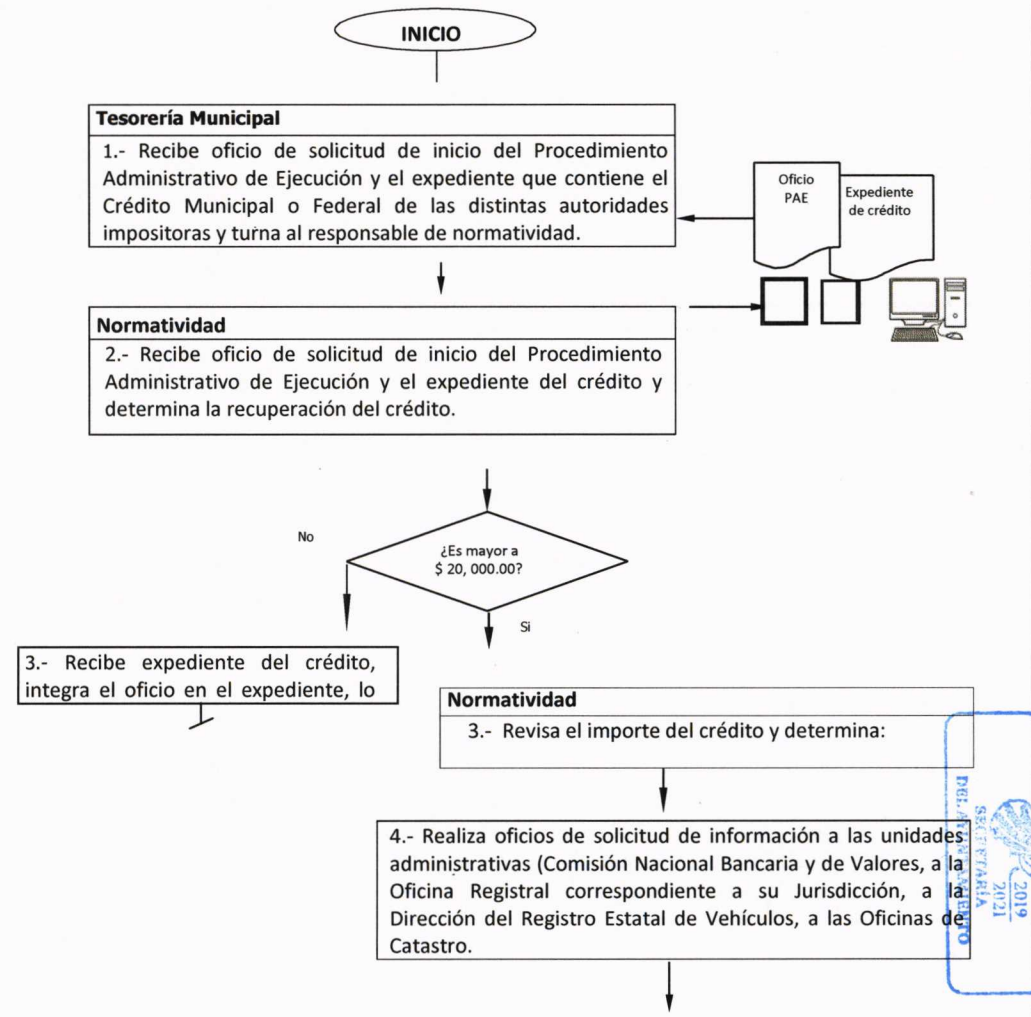 INICIO
Tesorería Municipal
1.- Recibe oficio de solicitud de inicio del Procedimiento
Administrativo de Ejecución y el expediente que contiene el
Crédito Municipal o Federal de las distintas autoridades
impositoras y turna al responsable de normatividad.
Oficio
PAE
Expediente
de crédito
Normatividad
2.- Recibe oficio de solicitud de inicio del Procedimiento
Administrativo de Ejecución y el expediente del crédito y
determina la recuperación del crédito.
¿Es mayor a
$ 20, 000.00?
No
Si
3.- Recibe expediente del crédito,
integra el oficio en el expediente, lo
Normatividad
3.- Revisa el importe del crédito y determina:
4.- Realiza oficios de solicitud de información a las unidades
administrativas (Comisión Nacional Bancaria y de Valores, a la
Oficina Registral correspondiente a su Jurisdicción, a la
Dirección del Registro Estatal de Vehículos, a las Oficinas de
Catastro.
2019
2021
SECRETARÍA
DEL AYUNTAMIENTO